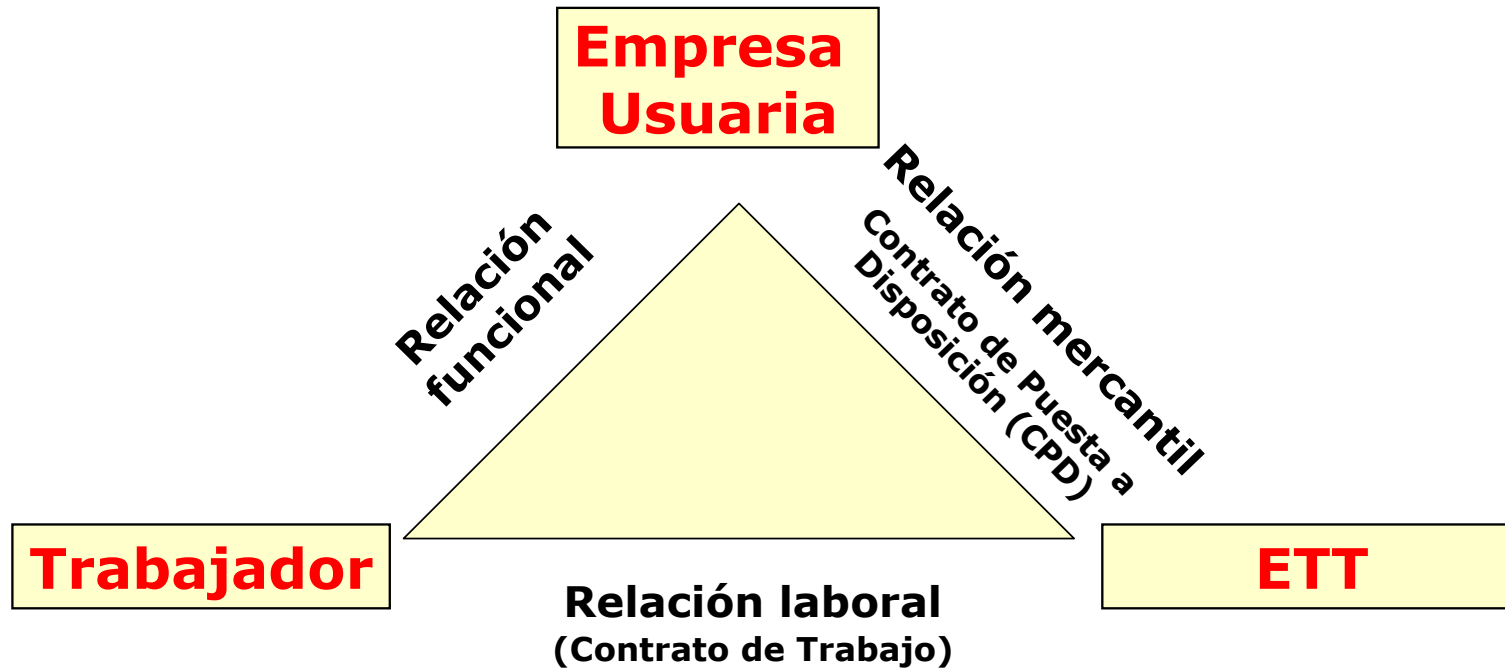 Empresa
Usuaria
Relación
funcional
Relación mercantil
Contrato de Puesta a
Disposición (CPD)
Trabajador
ETT
Relación laboral
(Contrato de Trabajo)